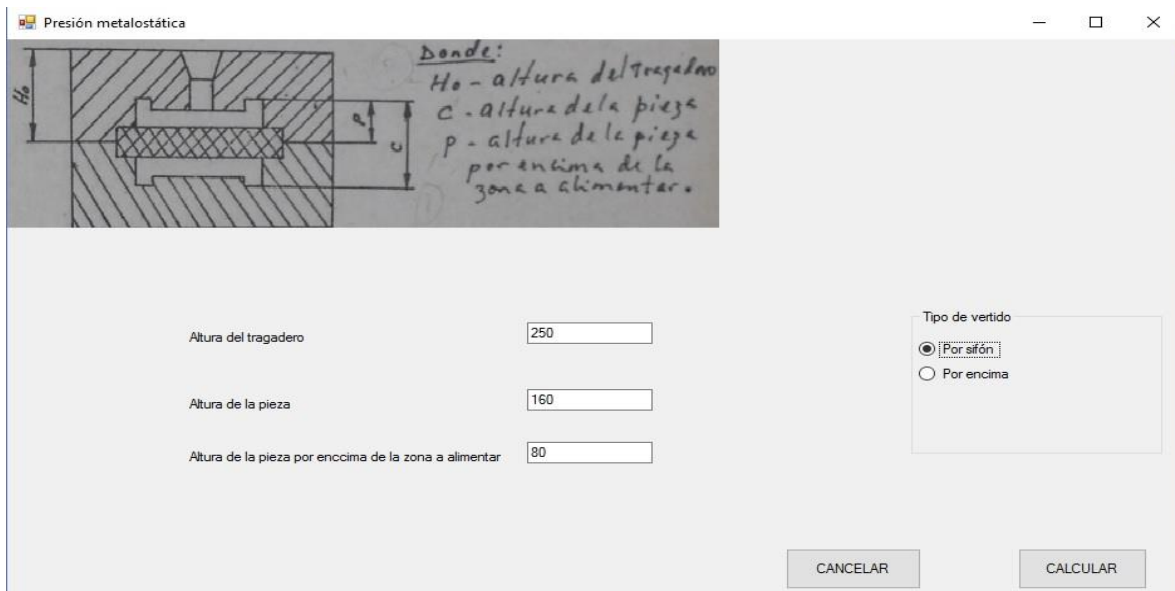 Presión metalostática
Donde:
Ho - altura del tragadero
C - altura de la pieza
P - altura de la pieza
por encima de la
zona a alimentar.
Ho
P
C
Altura del tragadero
250
Altura de la pieza
160
Altura de la pieza por enccima de la zona a alimentar
80
Tipo de vertido
Por sifón
Por encima
CANCELAR
CALCULAR